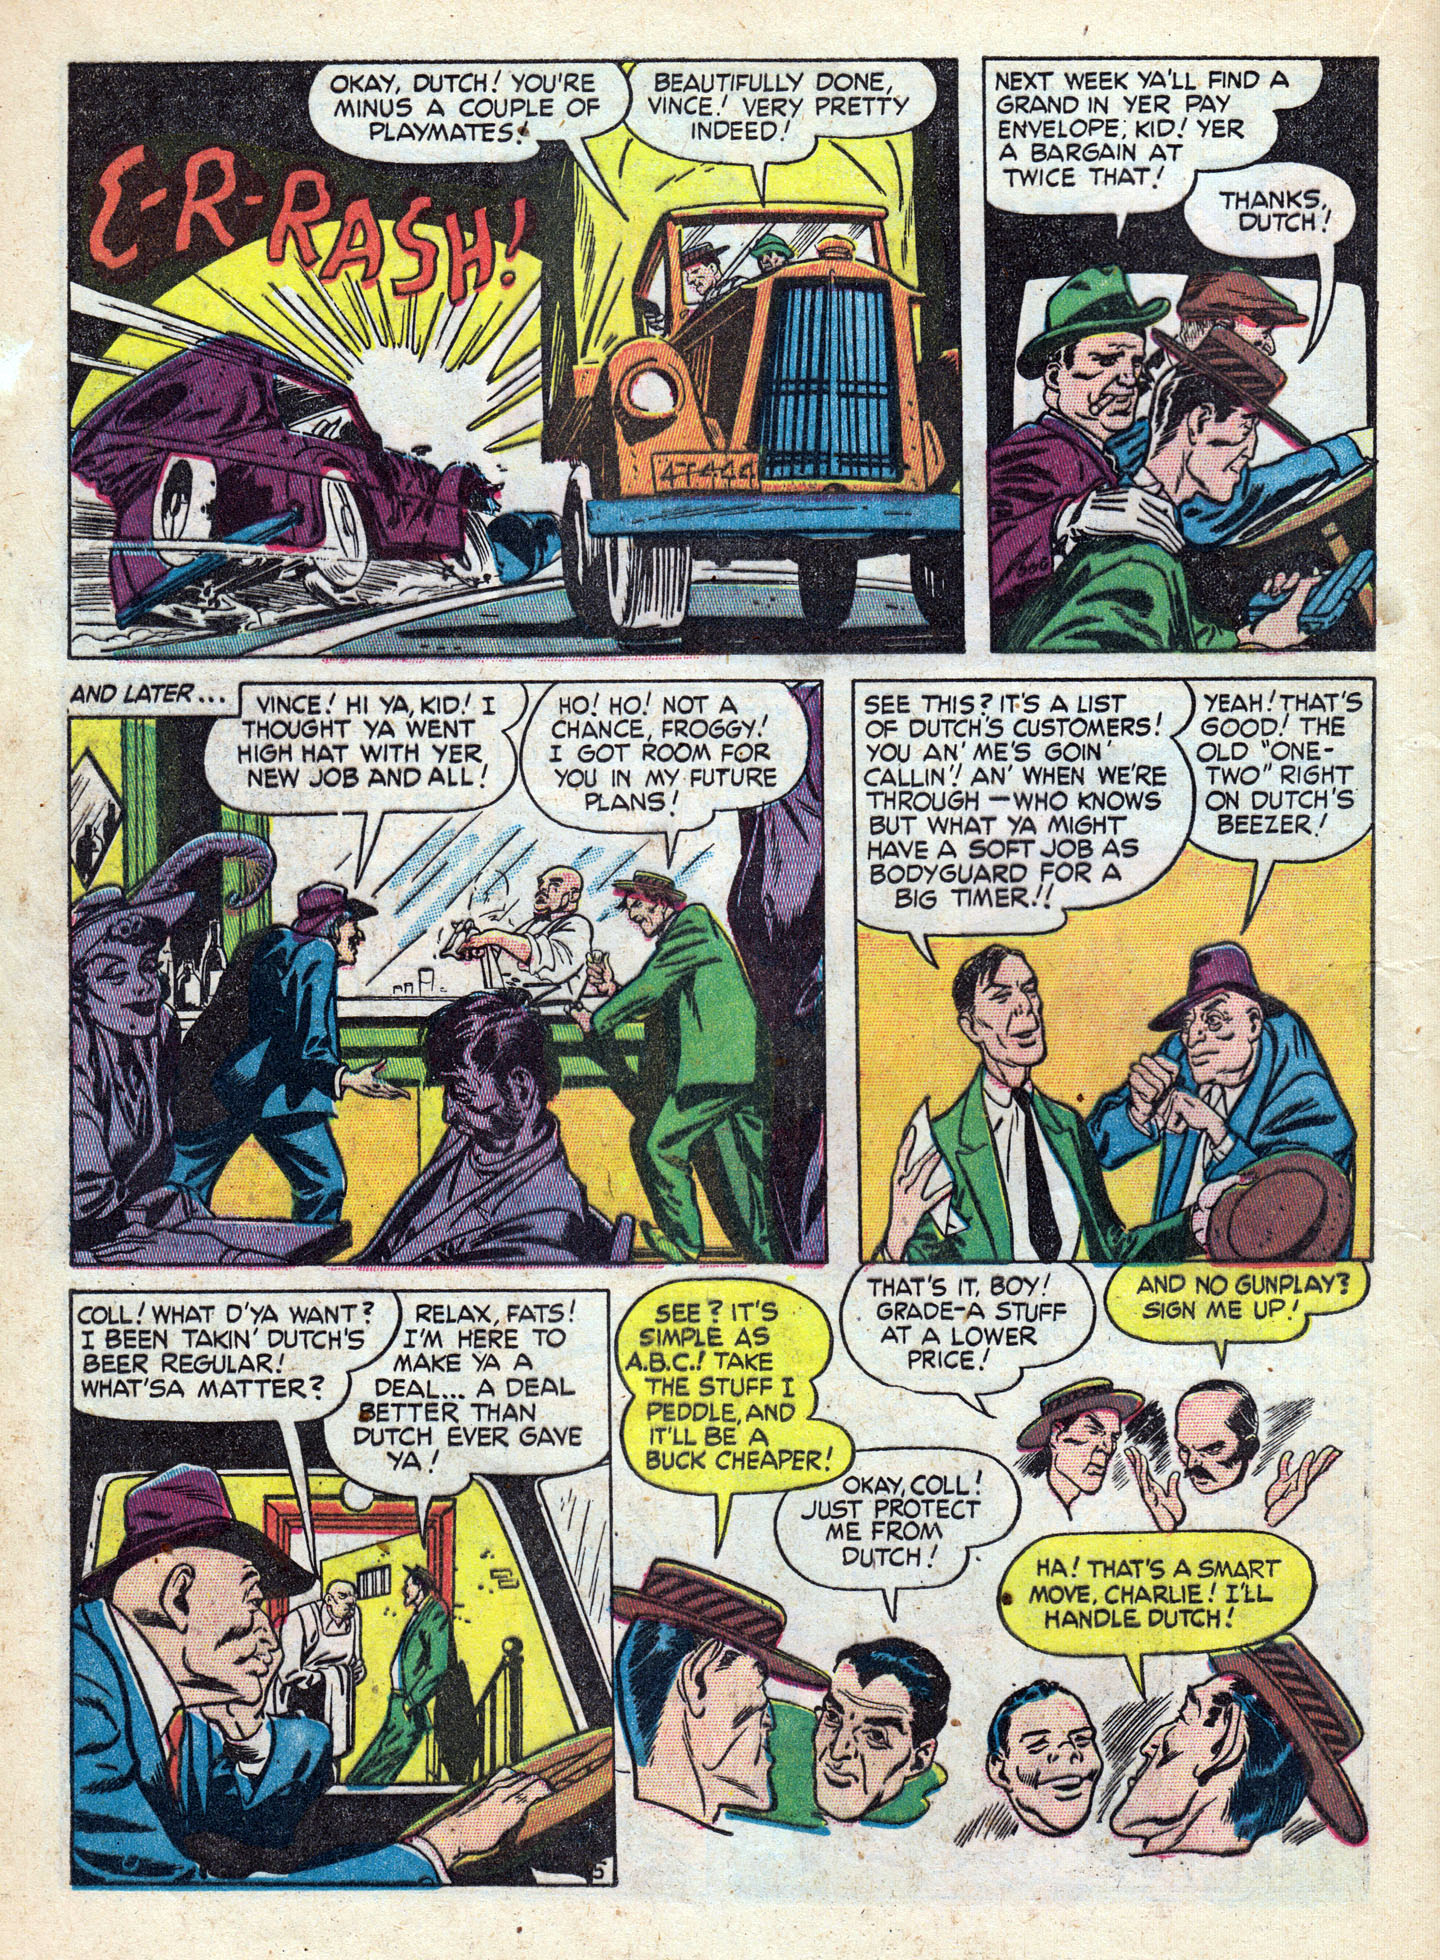 OKAY, DUTCH! YOU'RE
MINUS A COUPLE OF
PLAYMATES!
BEAUTIFULLY DONE,
VINCE! VERY PRETTY
INDEED!
C-R-R-RASH!
47444
NEXT WEEK YA'LL FIND A
GRAND IN YER PAY
ENVELOPE, KID! YER
A BARGAIN AT
TWICE THAT!
THANKS,
DUTCH!
AND LATER...
VINCE! HI YA, KID! I
THOUGHT YA WENT
HIGH HAT WITH YER
NEW JOB AND ALL!
HO! HO! NOT A
CHANCE, FROGGY!
I GOT ROOM FOR
YOU IN MY FUTURE
PLANS!
SEE THIS? IT'S A LIST
OF DUTCH'S CUSTOMERS!
YOU AN' ME'S GOIN'
CALLIN'! AN' WHEN WE'RE
THROUGH—WHO KNOWS
BUT WHAT YA MIGHT
HAVE A SOFT JOB AS
BODYGUARD FOR A
BIG TIMER!!
YEAH! THAT'S
GOOD! THE
OLD "ONE-
TWO" RIGHT
ON DUTCH'S
BEEZER!
COLL! WHAT D'YA WANT?
I BEEN TAKIN' DUTCH'S
BEER REGULAR!
WHAT'SA MATTER?
RELAX, FATS!
I'M HERE TO
MAKE YA A
DEAL... A DEAL
BETTER THAN
DUTCH EVER GAVE
YA!
5
SEE? IT'S
SIMPLE AS
A.B.C.! TAKE
THE STUFF I
PEDDLE, AND
IT'LL BE A
BUCK CHEAPER!
OKAY, COLL!
JUST PROTECT
ME FROM
DUTCH!
THAT'S IT, BOY!
GRADE-A STUFF
AT A LOWER
PRICE!
AND NO GUNPLAY?
SIGN ME UP!
HA! THAT'S A SMART
MOVE, CHARLIE! I'LL
HANDLE DUTCH!